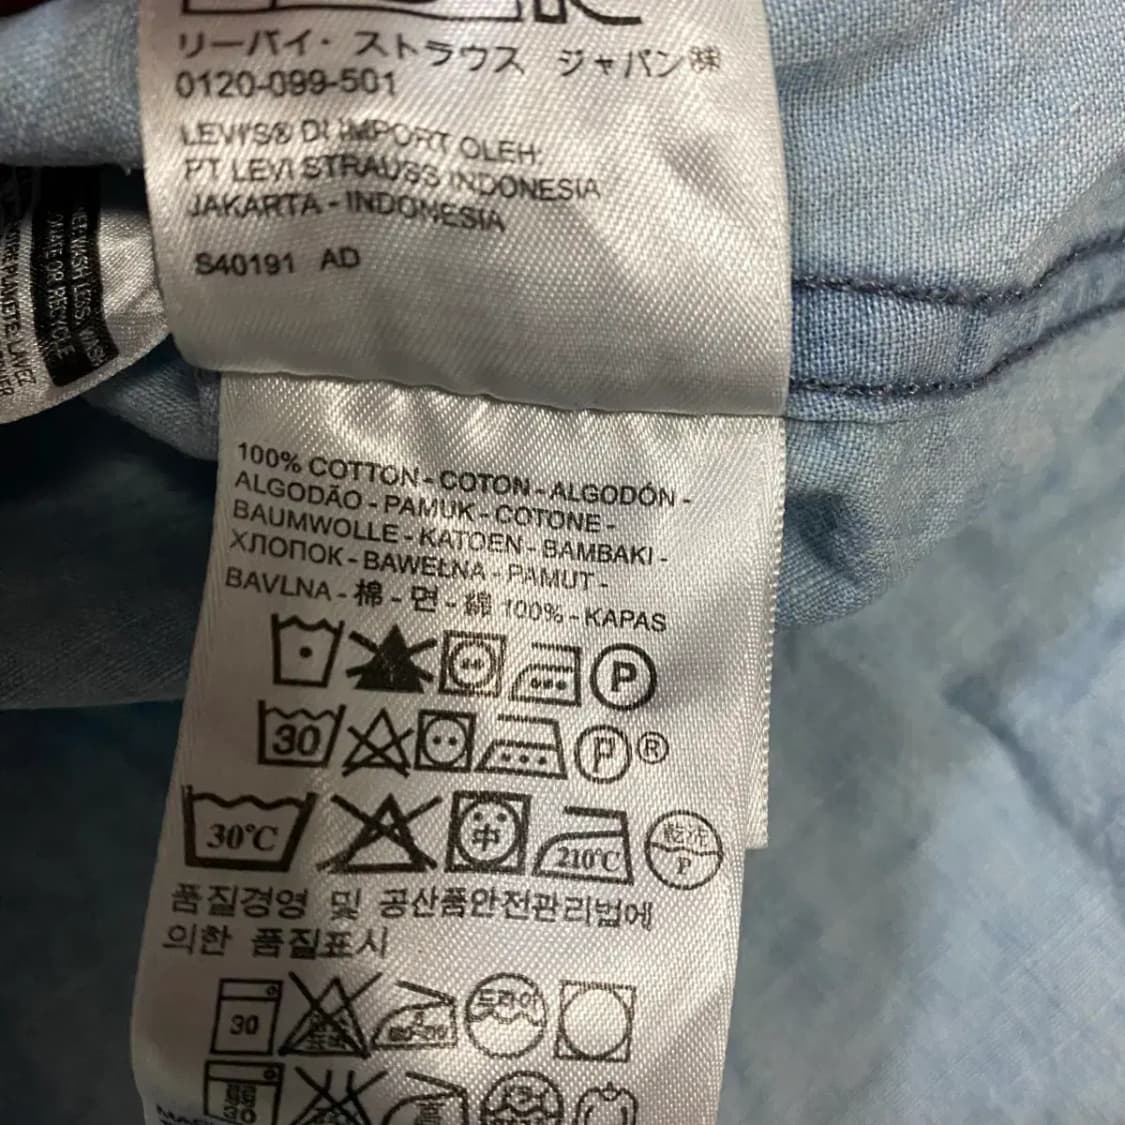 リーバイ・ストラウス ジャパン㈱
0120-099-501
LEVI'S® DI IMPORT OLEH:
PT LEVI STRAUSS INDONESIA
JAKARTA - INDONESIA
S40191 AD
100% COTTON - COTON - ALGODÓN -
ALGODÃO - PAMUK - COTONE -
BAUMWOLLE - KATOEN - BAMBAKI -
ХЛОПОК - BAWEŁNA - PAMUT -
BAVLNA - 棉 - 면 - 綿 100% - KAPAS
P
30 P ®
30℃ 中 210℃ 乾洗 P
품질경영 및 공산품안전관리법에
의한 품질표시
30 드라이
30